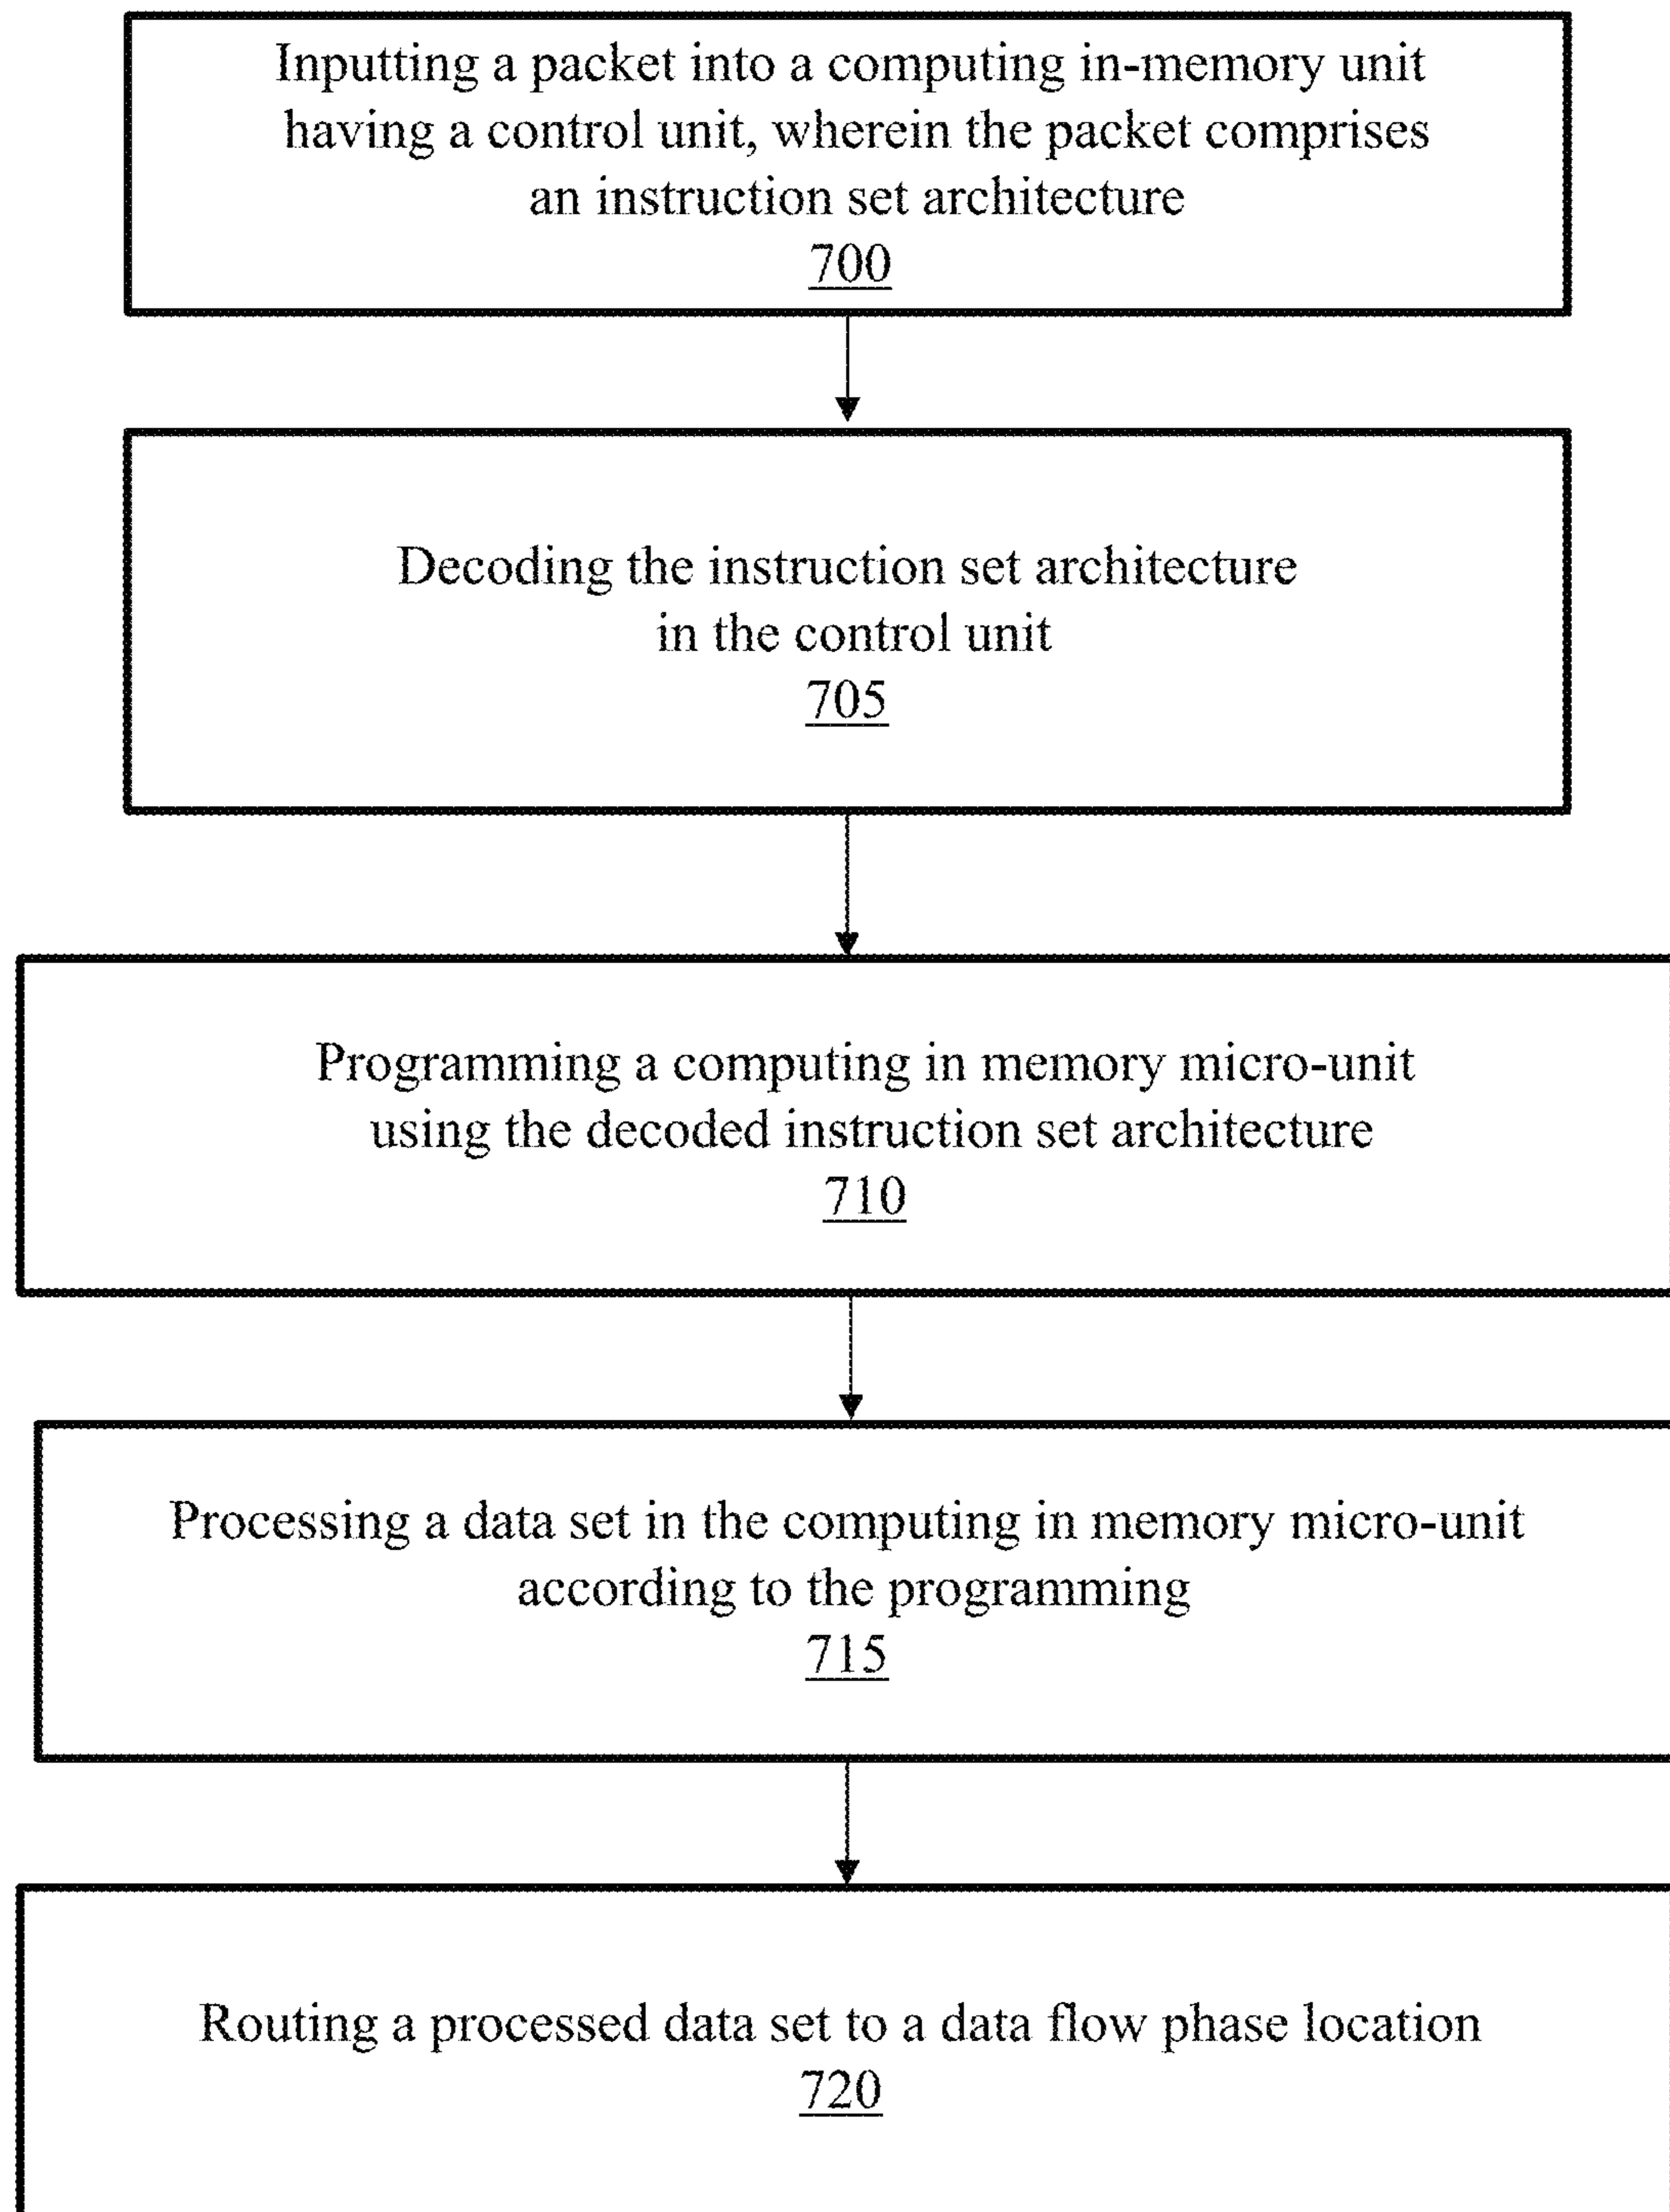 Inputting a packet into a computing in-memory unit
having a control unit, wherein the packet comprises
an instruction set architecture
700
Decoding the instruction set architecture
in the control unit
705
Programming a computing in memory micro-unit
using the decoded instruction set architecture
710
Processing a data set in the computing in memory micro-unit
according to the programming
715
Routing a processed data set to a data flow phase location
720